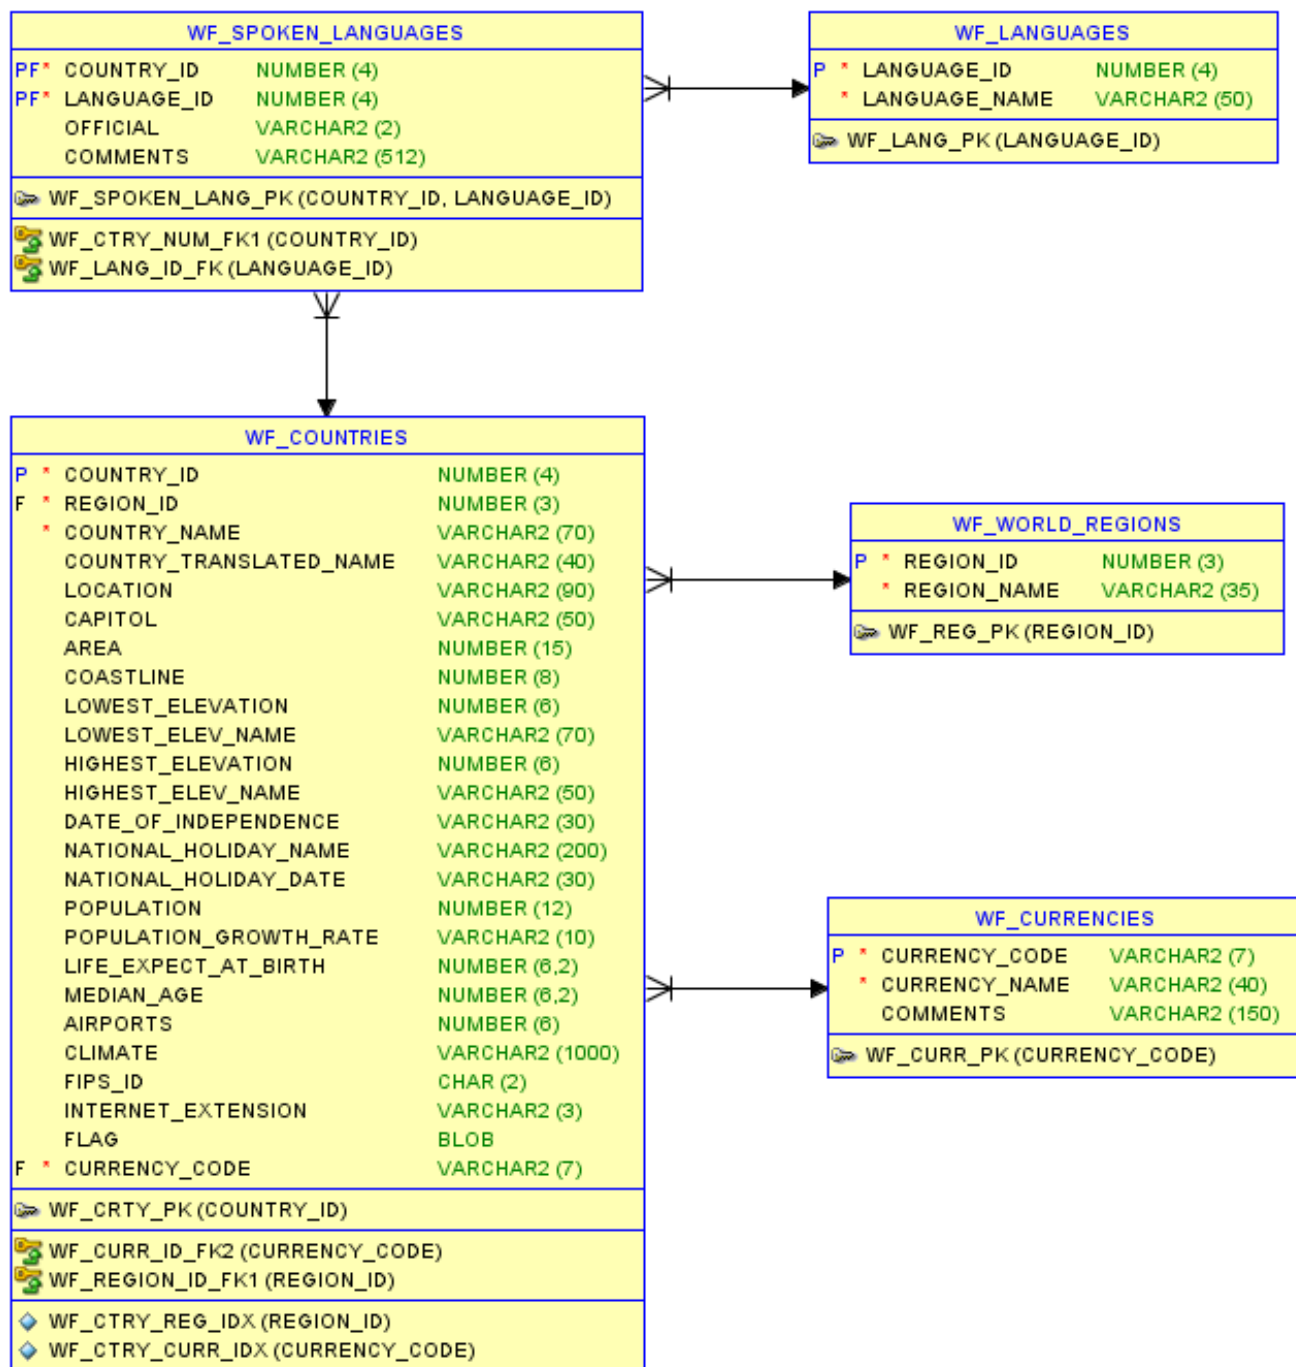 WF_SPOKEN_LANGUAGES
PF* COUNTRY_ID NUMBER (4)
PF* LANGUAGE_ID NUMBER (4)
OFFICIAL VARCHAR2 (2)
COMMENTS VARCHAR2 (512)
WF_SPOKEN_LANG_PK (COUNTRY_ID, LANGUAGE_ID)
WF_CTRY_NUM_FK1 (COUNTRY_ID)
WF_LANG_ID_FK (LANGUAGE_ID)
WF_LANGUAGES
P * LANGUAGE_ID NUMBER (4)
* LANGUAGE_NAME VARCHAR2 (50)
WF_LANG_PK (LANGUAGE_ID)
WF_COUNTRIES
P * COUNTRY_ID NUMBER (4)
F * REGION_ID NUMBER (3)
* COUNTRY_NAME VARCHAR2 (70)
COUNTRY_TRANSLATED_NAME VARCHAR2 (40)
LOCATION VARCHAR2 (90)
CAPITOL VARCHAR2 (50)
AREA NUMBER (15)
COASTLINE NUMBER (8)
LOWEST_ELEVATION NUMBER (6)
LOWEST_ELEV_NAME VARCHAR2 (70)
HIGHEST_ELEVATION NUMBER (6)
HIGHEST_ELEV_NAME VARCHAR2 (50)
DATE_OF_INDEPENDENCE VARCHAR2 (30)
NATIONAL_HOLIDAY_NAME VARCHAR2 (200)
NATIONAL_HOLIDAY_DATE VARCHAR2 (30)
POPULATION NUMBER (12)
POPULATION_GROWTH_RATE VARCHAR2 (10)
LIFE_EXPECT_AT_BIRTH NUMBER (6,2)
MEDIAN_AGE NUMBER (6,2)
AIRPORTS NUMBER (6)
CLIMATE VARCHAR2 (1000)
FIPS_ID CHAR (2)
INTERNET_EXTENSION VARCHAR2 (3)
FLAG BLOB
F * CURRENCY_CODE VARCHAR2 (7)
WF_CRTY_PK (COUNTRY_ID)
WF_CURR_ID_FK2 (CURRENCY_CODE)
WF_REGION_ID_FK1 (REGION_ID)
WF_CTRY_REG_IDX (REGION_ID)
WF_CTRY_CURR_IDX (CURRENCY_CODE)
WF_WORLD_REGIONS
P * REGION_ID NUMBER (3)
* REGION_NAME VARCHAR2 (35)
WF_REG_PK (REGION_ID)
WF_CURRENCIES
P * CURRENCY_CODE VARCHAR2 (7)
* CURRENCY_NAME VARCHAR2 (40)
COMMENTS VARCHAR2 (150)
WF_CURR_PK (CURRENCY_CODE)